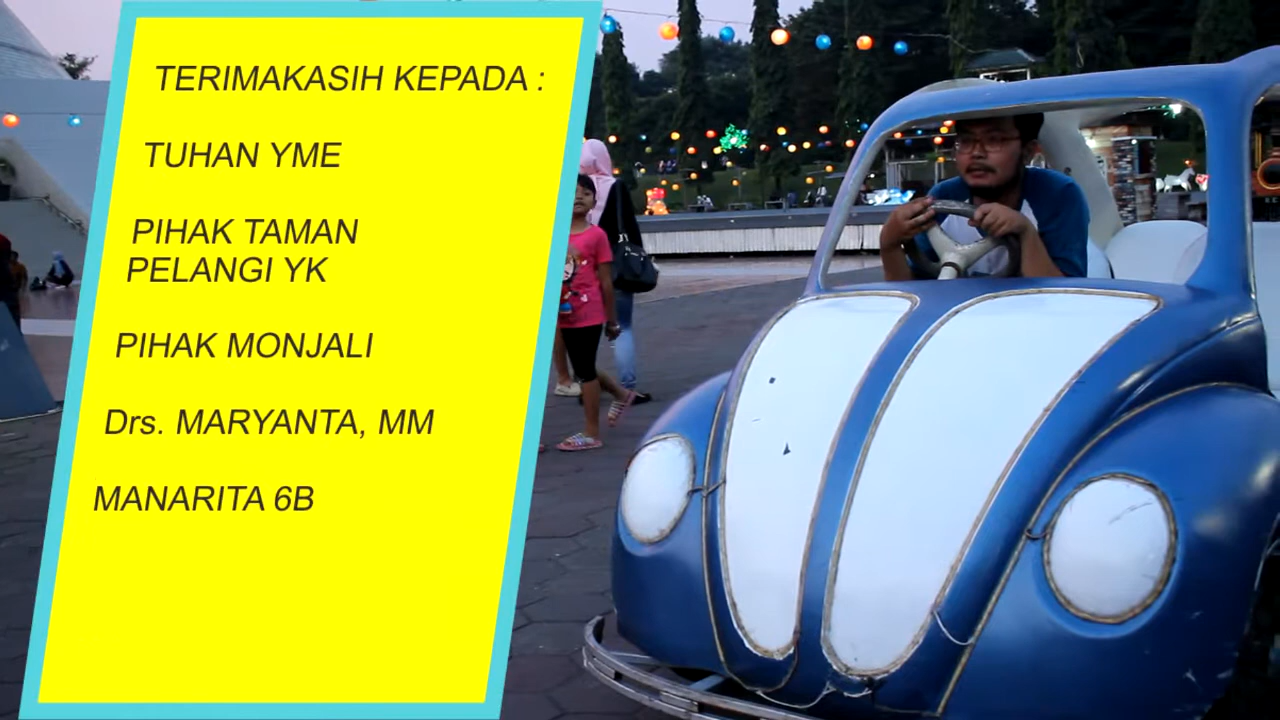 TERIMAKASIH KEPADA :
TUHAN YME
PIHAK TAMAN
PELANGI YK
PIHAK MONJALI
Drs. MARYANTA, MM
MANARITA 6B